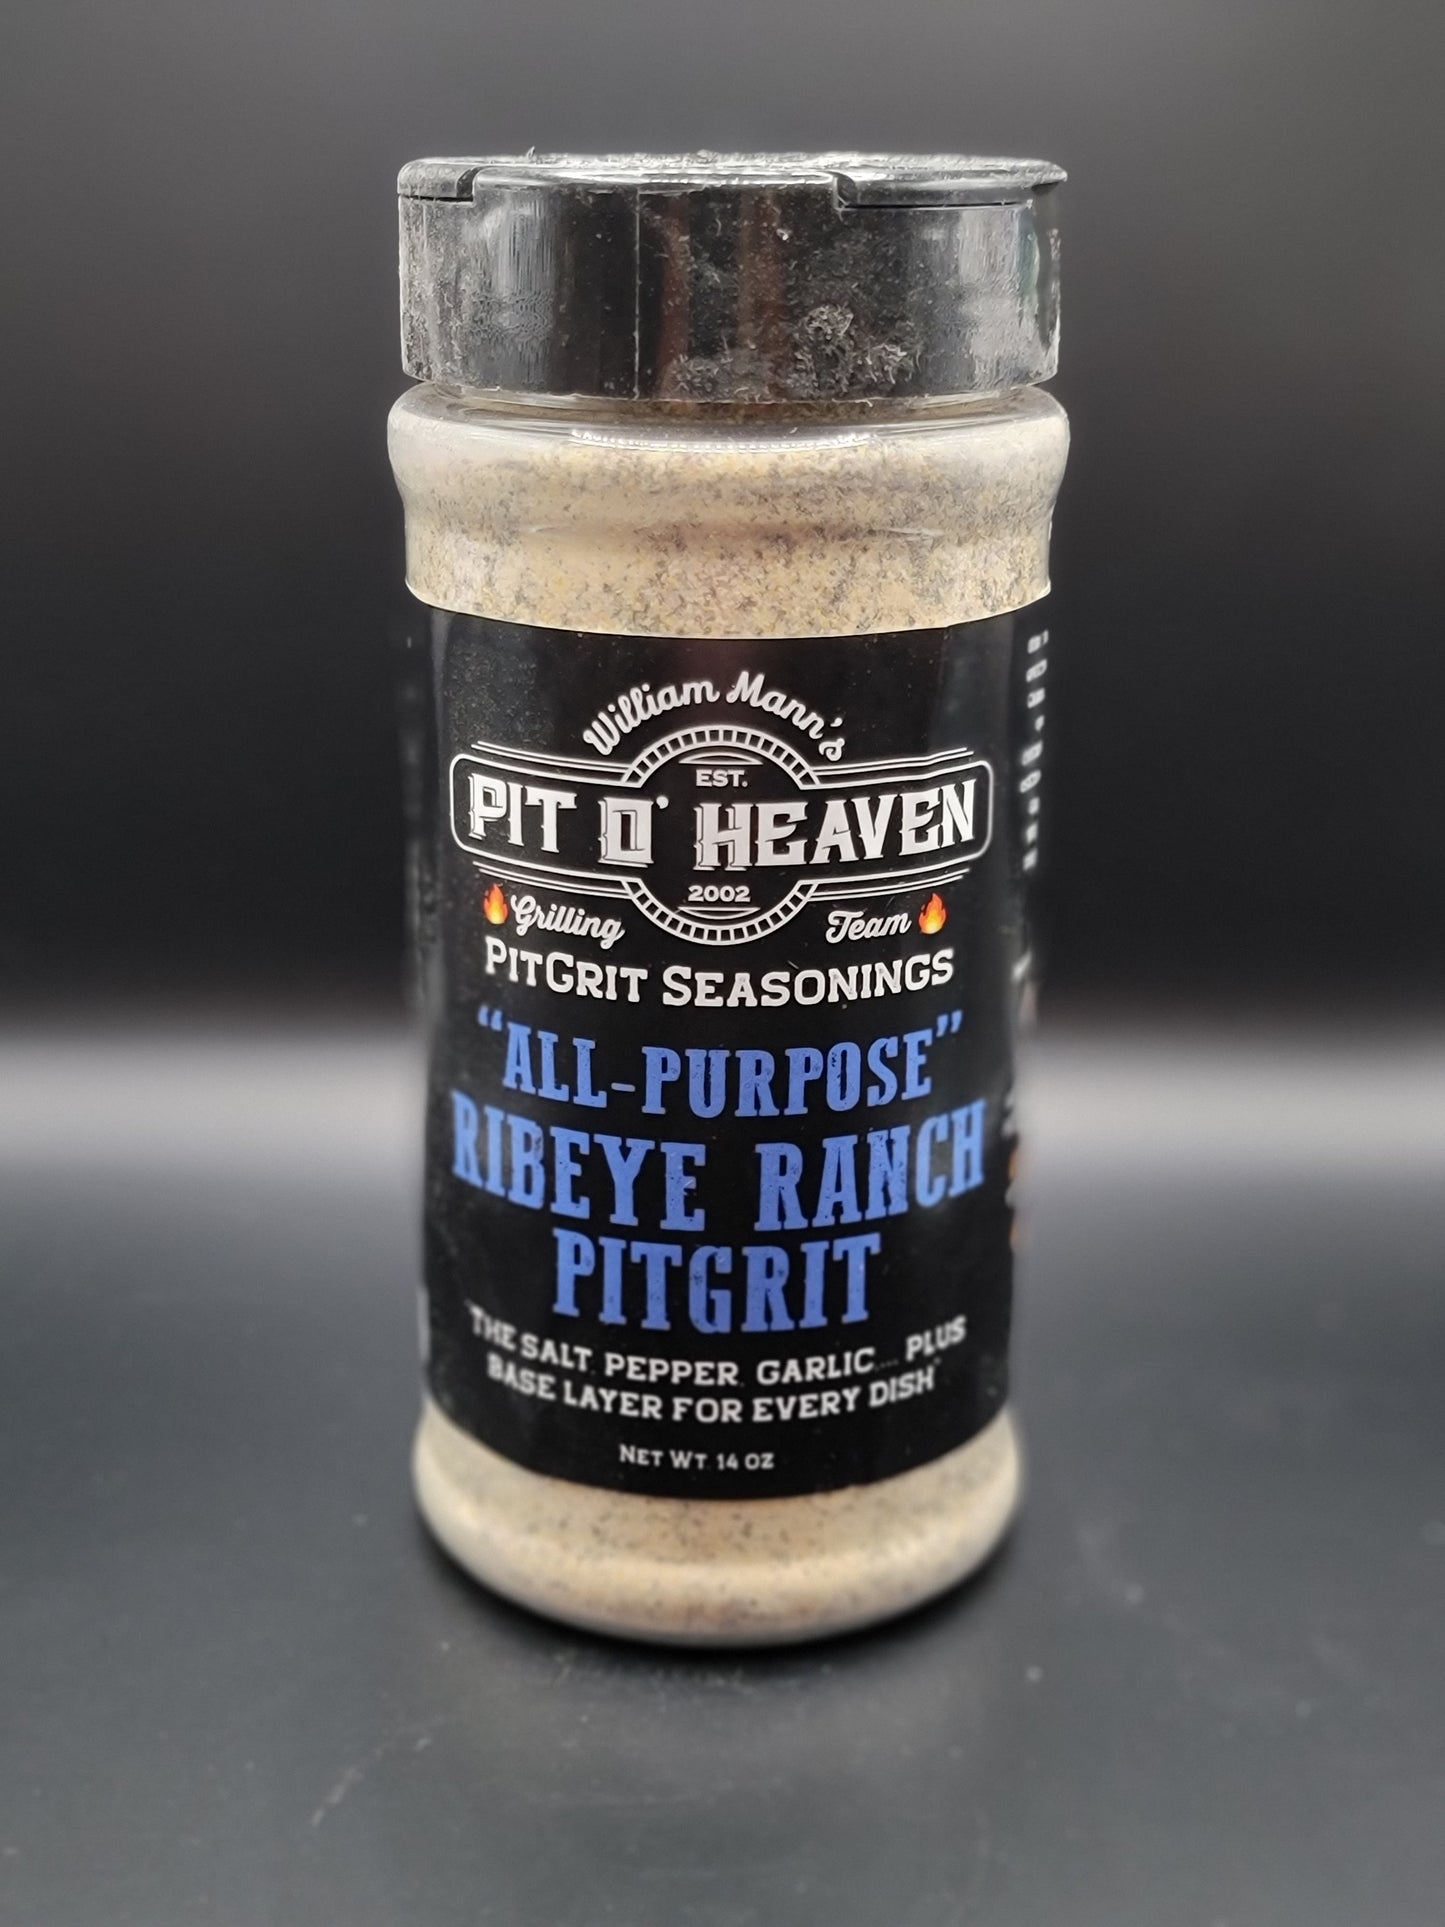 William Mann's
EST.
PIT O' HEAVEN
2002
Grilling Team
PITGRIT SEASONINGS
"ALL-PURPOSE"
RIBEYE RANCH
PITGRIT
"THE SALT, PEPPER, GARLIC.... PLUS
BASE LAYER FOR EVERY DISH"
NET WT. 14 OZ